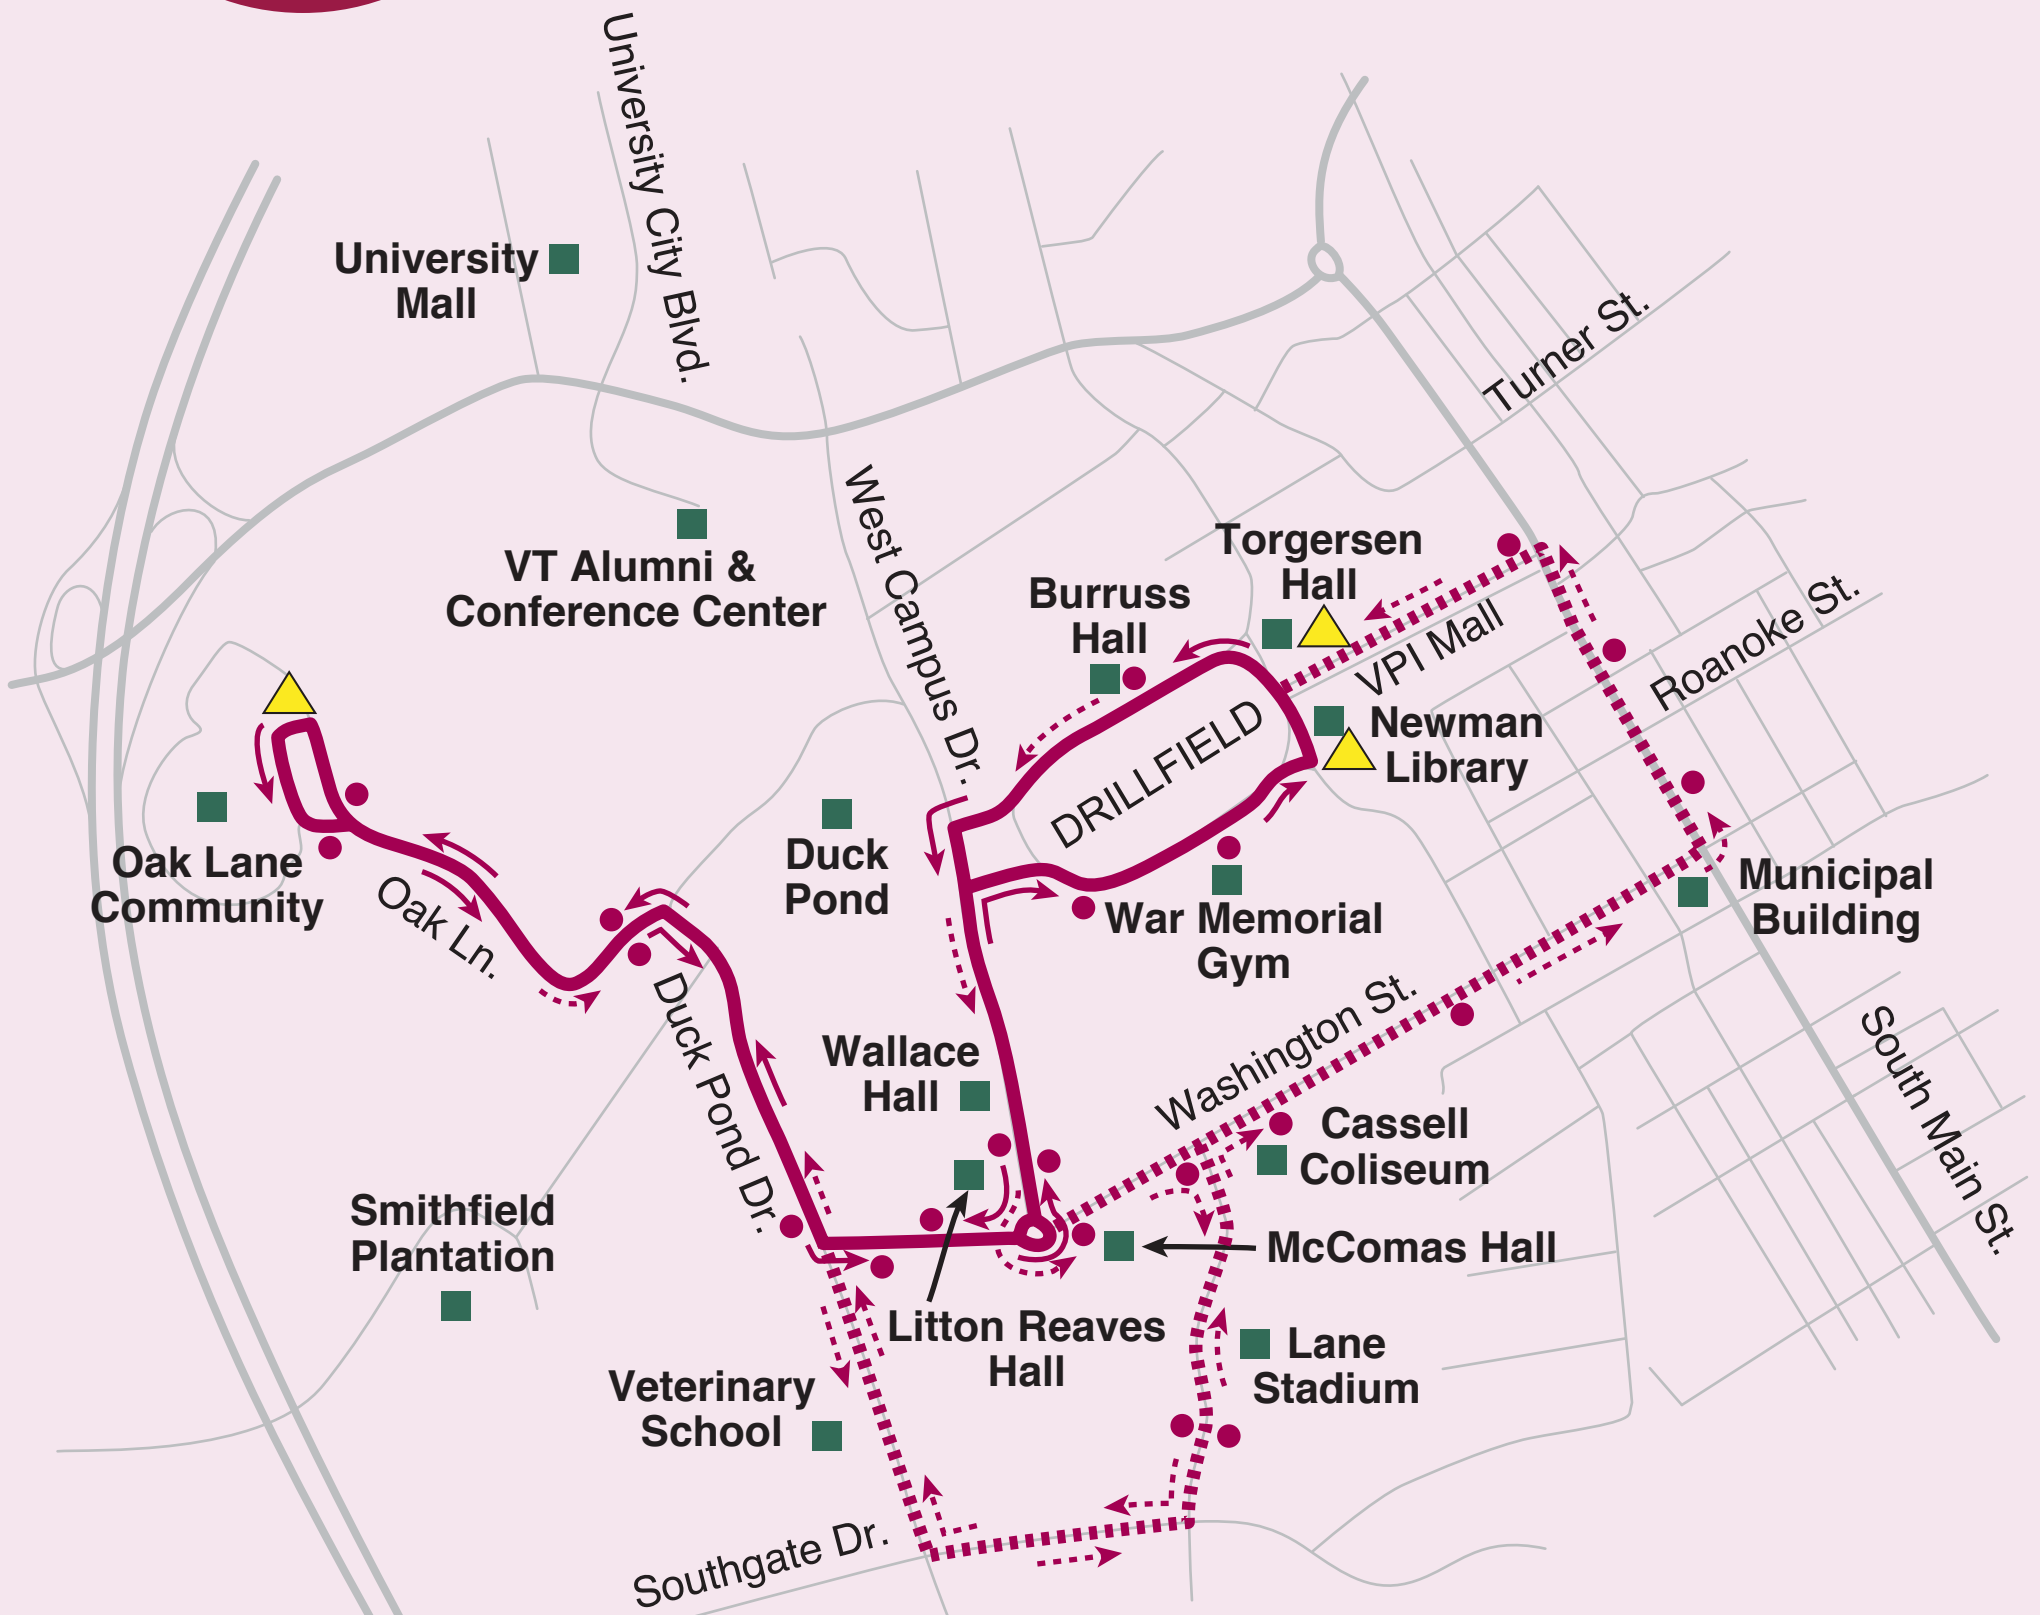 University City Blvd.
University
Mall
Turner St.
West Campus Dr.
VT Alumni &
Conference Center
Torgersen
Hall
Burruss
Hall
VPI Mall
Roanoke St.
DRILLFIELD
Newman
Library
Oak Lane
Community
Oak Ln.
Duck
Pond
War Memorial
Gym
Municipal
Building
Duck Pond Dr.
Wallace
Hall
Washington St.
South Main St.
Cassell
Coliseum
Smithfield
Plantation
McComas Hall
Litton Reaves
Hall
Lane
Stadium
Veterinary
School
Southgate Dr.